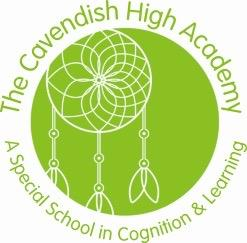 The Cavendish High Academy
A Special School in Cognition & Learning